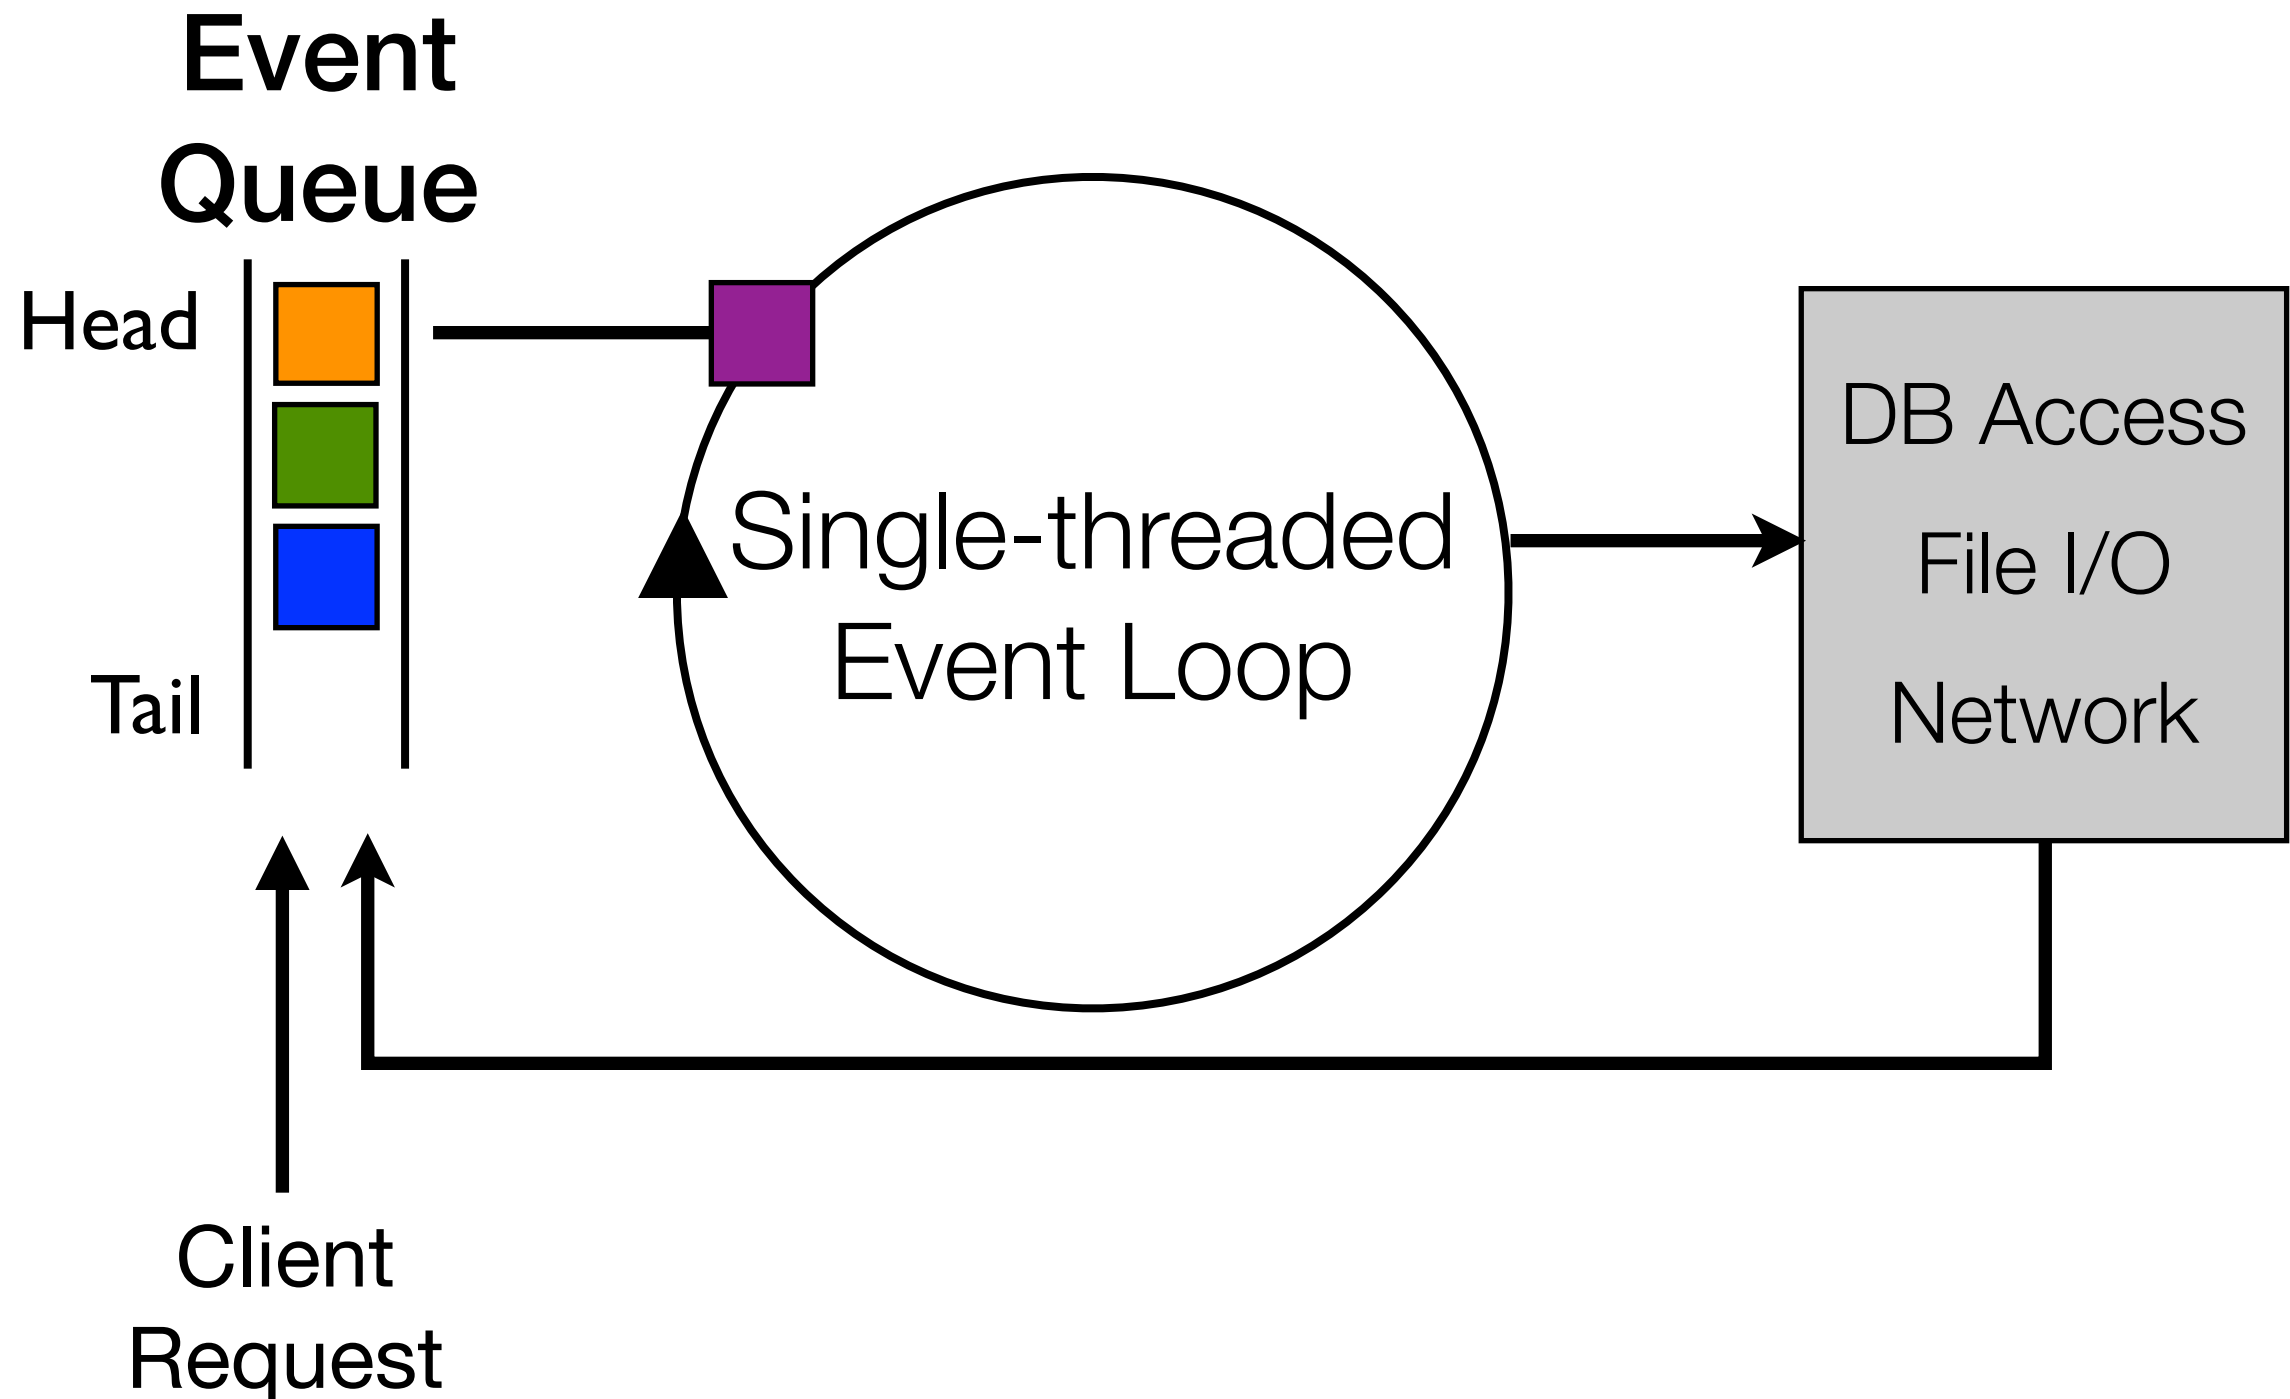 Event
Queue
Head
Tail
Single-threaded
Event Loop
DB Access
File I/O
Network
Client
Request